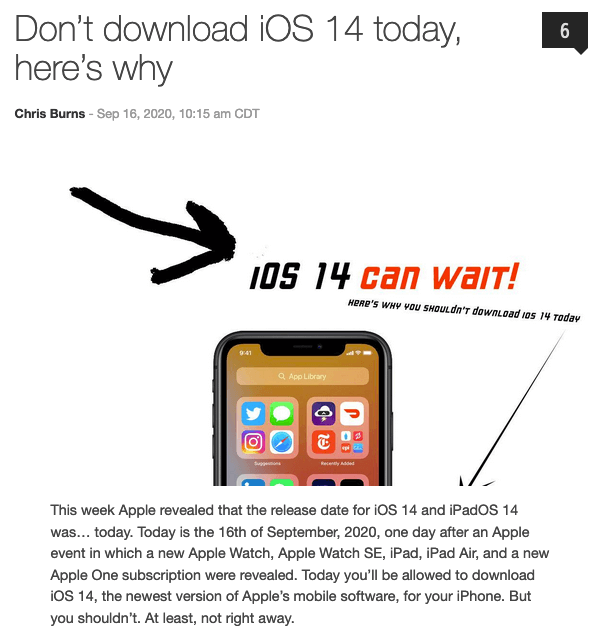 Don’t download iOS 14 today,
here’s why
6
Chris Burns - Sep 16, 2020, 10:15 am CDT
iOS 14 can wait!
Here's why you shouldn't download iOS 14 today
9:41
App Library
Suggestions
Recently Added
This week Apple revealed that the release date for iOS 14 and iPadOS 14
was… today. Today is the 16th of September, 2020, one day after an Apple
event in which a new Apple Watch, Apple Watch SE, iPad, iPad Air, and a new
Apple One subscription were revealed. Today you’ll be allowed to download
iOS 14, the newest version of Apple’s mobile software, for your iPhone. But
you shouldn’t. At least, not right away.